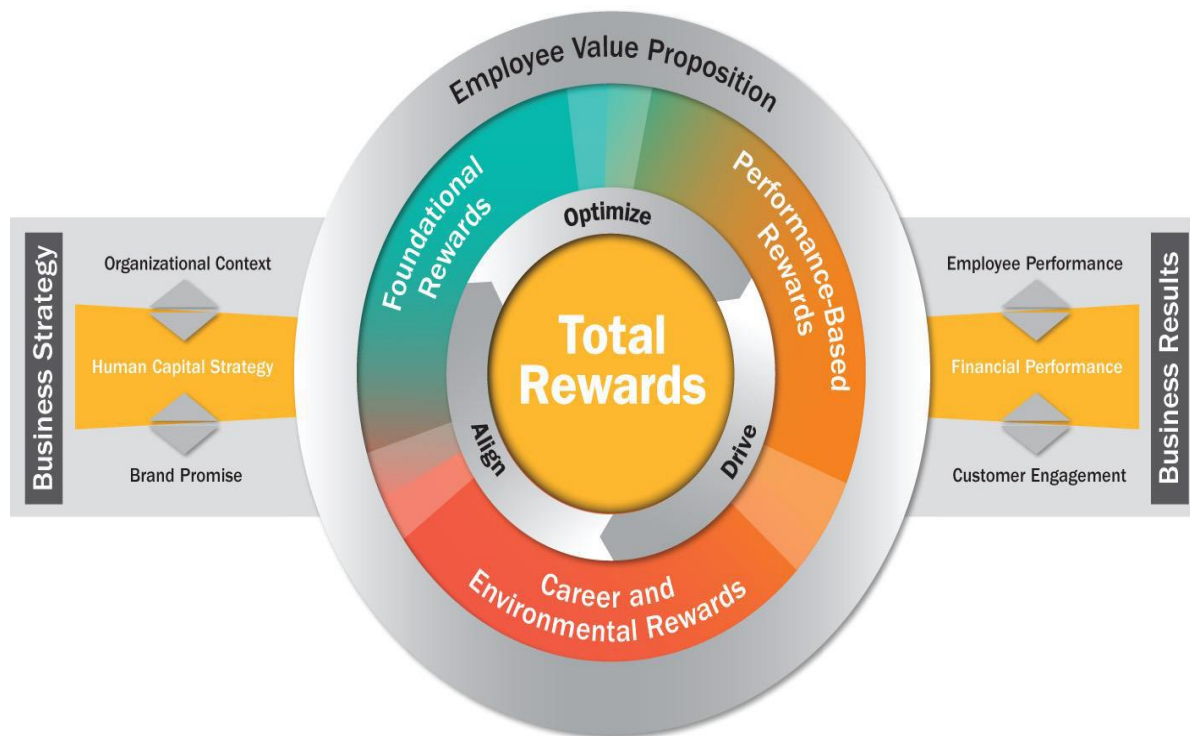 Employee Value Proposition
Business Strategy
Organizational Context
Human Capital Strategy
Brand Promise
Foundational
Rewards
Performance-Based
Rewards
Career and
Environmental Rewards
Optimize
Drive
Align
Total
Rewards
Employee Performance
Financial Performance
Customer Engagement
Business Results